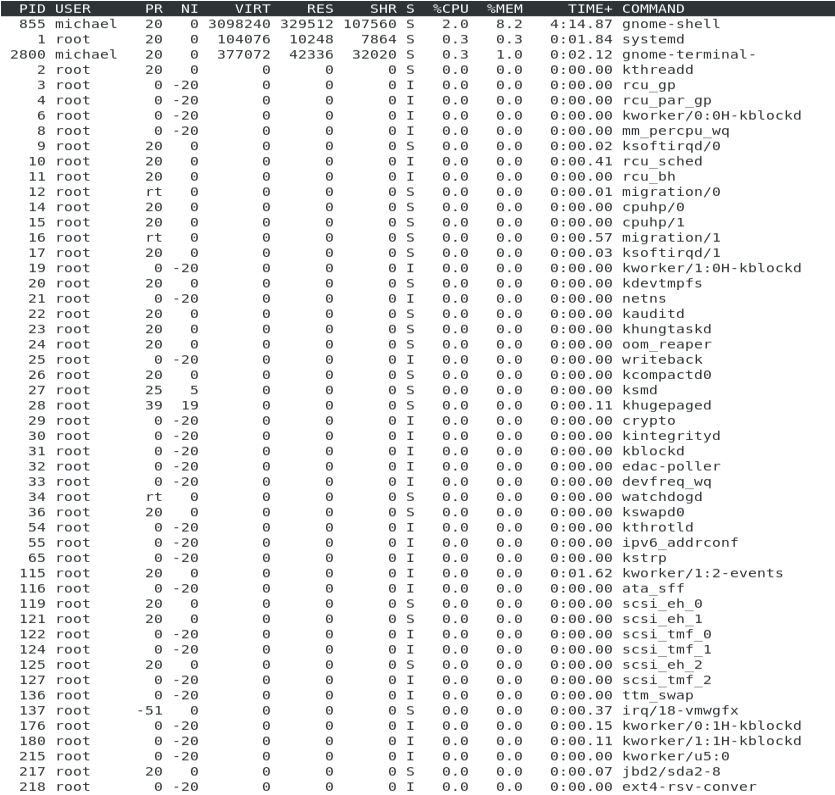 PID USER PR NI VIRT RES SHR S %CPU %MEM TIME+ COMMAND
855 michael 20 0 3098240 329512 107560 S 2.0 8.2 4:14.87 gnome-shell
1 root 20 0 104076 10248 7864 S 0.3 0.3 0:01.84 systemd
2800 michael 20 0 377072 42336 32020 S 0.3 1.0 0:02.12 gnome-terminal-
2 root 20 0 0 0 0 S 0.0 0.0 0:00.00 kthreadd
3 root 0 -20 0 0 0 I 0.0 0.0 0:00.00 rcu_gp
4 root 0 -20 0 0 0 I 0.0 0.0 0:00.00 rcu_par_gp
6 root 0 -20 0 0 0 I 0.0 0.0 0:00.00 kworker/0:0H-kblockd
8 root 0 -20 0 0 0 I 0.0 0.0 0:00.00 mm_percpu_wq
9 root 20 0 0 0 0 S 0.0 0.0 0:00.02 ksoftirqd/0
10 root 20 0 0 0 0 I 0.0 0.0 0:00.41 rcu_sched
11 root 20 0 0 0 0 I 0.0 0.0 0:00.00 rcu_bh
12 root rt 0 0 0 0 S 0.0 0.0 0:00.01 migration/0
14 root 20 0 0 0 0 S 0.0 0.0 0:00.00 cpuhp/0
15 root 20 0 0 0 0 S 0.0 0.0 0:00.00 cpuhp/1
16 root rt 0 0 0 0 S 0.0 0.0 0:00.57 migration/1
17 root 20 0 0 0 0 S 0.0 0.0 0:00.03 ksoftirqd/1
19 root 0 -20 0 0 0 I 0.0 0.0 0:00.00 kworker/1:0H-kblockd
20 root 20 0 0 0 0 S 0.0 0.0 0:00.00 kdevtmpfs
21 root 0 -20 0 0 0 I 0.0 0.0 0:00.00 netns
22 root 20 0 0 0 0 S 0.0 0.0 0:00.00 kauditd
23 root 20 0 0 0 0 S 0.0 0.0 0:00.00 khungtaskd
24 root 20 0 0 0 0 S 0.0 0.0 0:00.00 oom_reaper
25 root 0 -20 0 0 0 I 0.0 0.0 0:00.00 writeback
26 root 20 0 0 0 0 S 0.0 0.0 0:00.00 kcompactd0
27 root 25 5 0 0 0 S 0.0 0.0 0:00.00 ksmd
28 root 39 19 0 0 0 S 0.0 0.0 0:00.11 khugepaged
29 root 0 -20 0 0 0 I 0.0 0.0 0:00.00 crypto
30 root 0 -20 0 0 0 I 0.0 0.0 0:00.00 kintegrityd
31 root 0 -20 0 0 0 I 0.0 0.0 0:00.00 kblockd
32 root 0 -20 0 0 0 I 0.0 0.0 0:00.00 edac-poller
33 root 0 -20 0 0 0 I 0.0 0.0 0:00.00 devfreq_wq
34 root rt 0 0 0 0 S 0.0 0.0 0:00.00 watchdogd
36 root 20 0 0 0 0 S 0.0 0.0 0:00.00 kswapd0
54 root 0 -20 0 0 0 I 0.0 0.0 0:00.00 kthrotld
55 root 0 -20 0 0 0 I 0.0 0.0 0:00.00 ipv6_addrconf
65 root 0 -20 0 0 0 I 0.0 0.0 0:00.00 kstrp
115 root 20 0 0 0 0 I 0.0 0.0 0:01.62 kworker/1:2-events
116 root 0 -20 0 0 0 I 0.0 0.0 0:00.00 ata_sff
119 root 20 0 0 0 0 S 0.0 0.0 0:00.00 scsi_eh_0
121 root 20 0 0 0 0 S 0.0 0.0 0:00.00 scsi_eh_1
122 root 0 -20 0 0 0 I 0.0 0.0 0:00.00 scsi_tmf_0
124 root 0 -20 0 0 0 I 0.0 0.0 0:00.00 scsi_tmf_1
125 root 20 0 0 0 0 S 0.0 0.0 0:00.00 scsi_eh_2
127 root 0 -20 0 0 0 I 0.0 0.0 0:00.00 scsi_tmf_2
136 root 0 -20 0 0 0 I 0.0 0.0 0:00.00 ttm_swap
137 root -51 0 0 0 0 S 0.0 0.0 0:00.37 irq/18-vmwgfx
176 root 0 -20 0 0 0 I 0.0 0.0 0:00.15 kworker/0:1H-kblockd
180 root 0 -20 0 0 0 I 0.0 0.0 0:00.11 kworker/1:1H-kblockd
215 root 0 -20 0 0 0 I 0.0 0.0 0:00.00 kworker/u5:0
217 root 20 0 0 0 0 S 0.0 0.0 0:00.07 jbd2/sda2-8
218 root 0 -20 0 0 0 I 0.0 0.0 0:00.00 ext4-rsv-conver